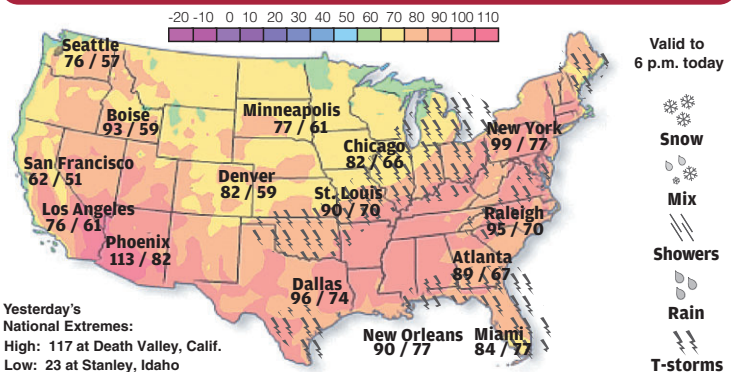 -20 -10 0 10 20 30 40 50 60 70 80 90 100 110
Seattle
76 / 57
Boise
93 / 59
Minneapolis
77 / 61
Chicago
82 / 66
New York
99 / 77
San Francisco
62 / 51
Denver
82 / 59
St. Louis
90 / 70
Los Angeles
76 / 61
Phoenix
113 / 82
Raleigh
95 / 70
Atlanta
89 / 67
Dallas
96 / 74
New Orleans
90 / 77
Miami
84 / 77
Yesterday's
National Extremes:
High: 117 at Death Valley, Calif.
Low: 23 at Stanley, Idaho
Valid to
6 p.m. today
Snow
Mix
Showers
Rain
T-storms